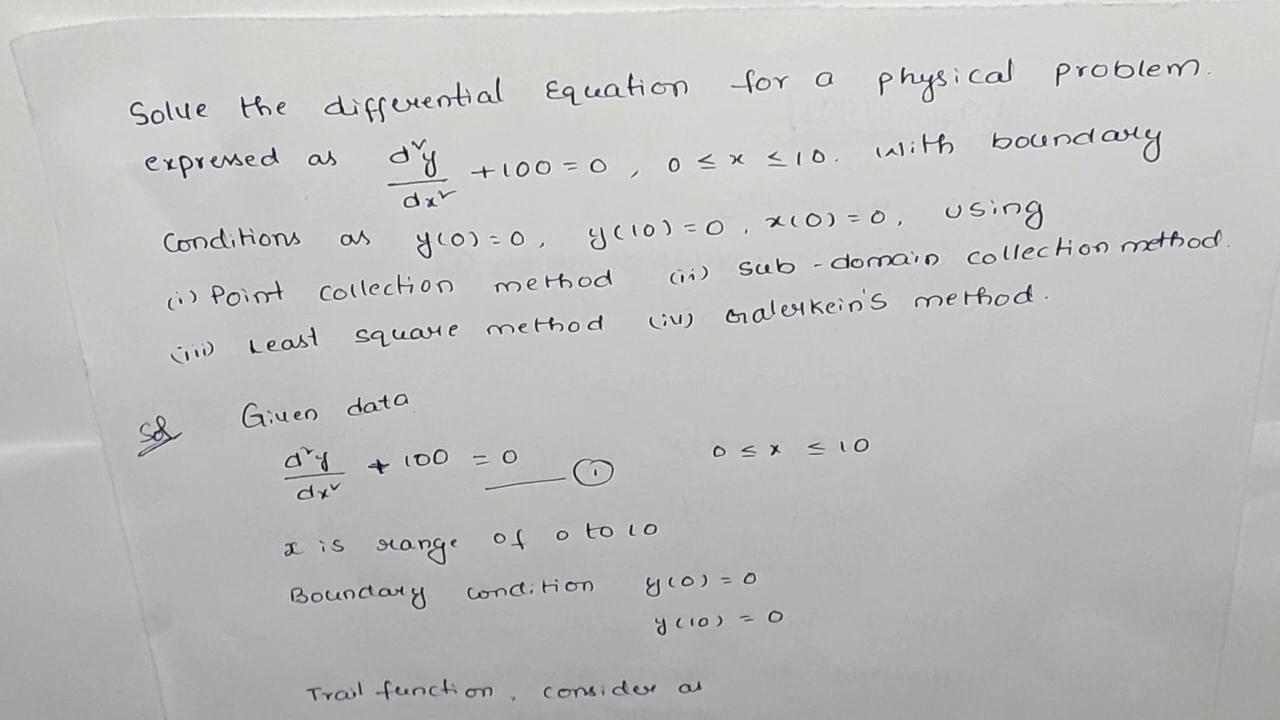 Solve the differential Equation for a physical problem.
expressed as d²y/dx² + 100 = 0, 0 ≤ x ≤ 10. with boundary
conditions as y(0) = 0, y(10) = 0, x(0) = 0, using
(i) Point collection method (ii) sub-domain collection method.
(iii) Least square method (iv) Galerkein's method.
Sol Given data
d²y/dx² + 100 = 0 —— ① 0 ≤ x ≤ 10
x is range of 0 to 10
Boundary condition y(0) = 0
y(10) = 0
Trail function, consider as